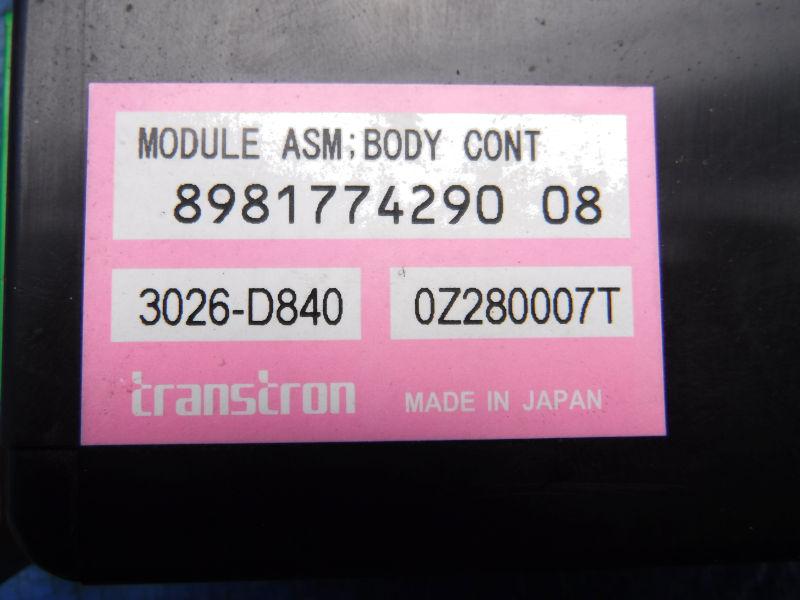 MODULE ASM;BODY CONT
8981774290 08
3026-D840 0Z280007T
transtron MADE IN JAPAN